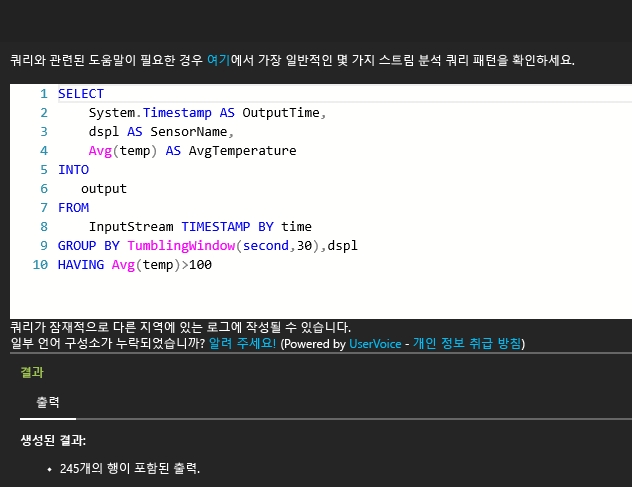 쿼리와 관련된 도움말이 필요한 경우 여기에서 가장 일반적인 몇 가지 스트림 분석 쿼리 패턴을 확인하세요.
1 SELECT
2 System.Timestamp AS OutputTime,
3 dspl AS SensorName,
4 Avg(temp) AS AvgTemperature
5 INTO
6 output
7 FROM
8 InputStream TIMESTAMP BY time
9 GROUP BY TumblingWindow(second,30),dspl
10 HAVING Avg(temp)>100
쿼리가 잠재적으로 다른 지역에 있는 로그에 작성될 수 있습니다.
일부 언어 구성소가 누락되었습니까? 알려 주세요! (Powered by UserVoice - 개인 정보 취급 방침)
결과
출력
생성된 결과:
• 245개의 행이 포함된 출력.